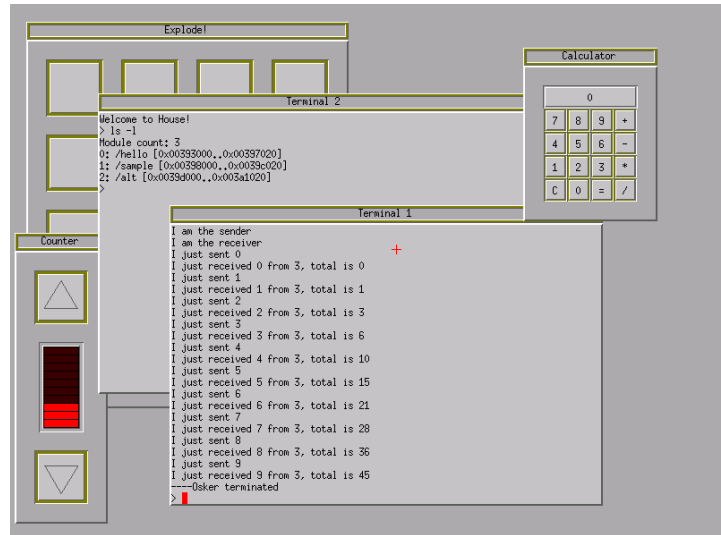 Explode!
Calculator
0
7 8 9 +
4 5 6 -
1 2 3 *
C 0 = /
Terminal 2
Welcome to House!
> ls -l
Module count: 3
0: /hello [0x00393000..0x00397020]
1: /sample [0x00398000..0x0039c020]
2: /alt [0x0039d000..0x003a1020]
>
Counter
Terminal 1
I am the sender
I am the receiver
I just sent 0
I just received 0 from 3, total is 0
I just sent 1
I just received 1 from 3, total is 1
I just sent 2
I just received 2 from 3, total is 3
I just sent 3
I just received 3 from 3, total is 6
I just sent 4
I just received 4 from 3, total is 10
I just sent 5
I just received 5 from 3, total is 15
I just sent 6
I just received 6 from 3, total is 21
I just sent 7
I just received 7 from 3, total is 28
I just sent 8
I just received 8 from 3, total is 36
I just sent 9
I just received 9 from 3, total is 45
----Osker terminated
>